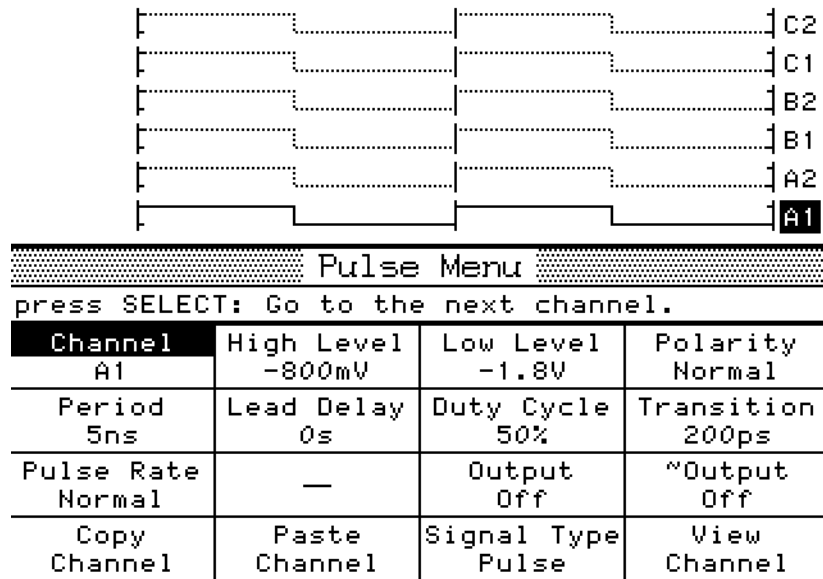 C2
C1
B2
B1
A2
A1
Pulse Menu
press SELECT: Go to the next channel.
Channel High Level Low Level Polarity
A1 -800mV -1.8V Normal
Period Lead Delay Duty Cycle Transition
5ns 0s 50% 200ps
Pulse Rate Output ~Output
Normal — Off Off
Copy Paste Signal Type View
Channel Channel Pulse Channel